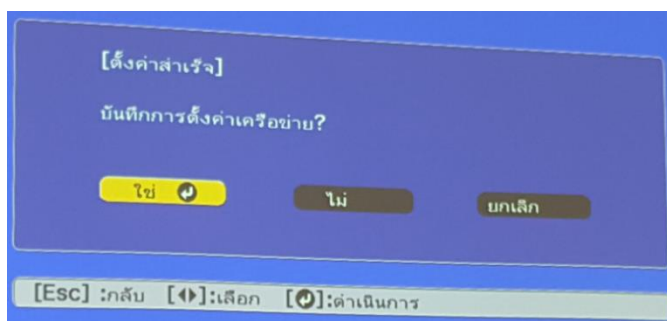 [ตั้งค่าสำเร็จ]
บันทึกการตั้งค่าเครือข่าย?
ใช่ ไม่ ยกเลิก
[Esc] :กลับ [◀▶]:เลือก [↵]:ดำเนินการ